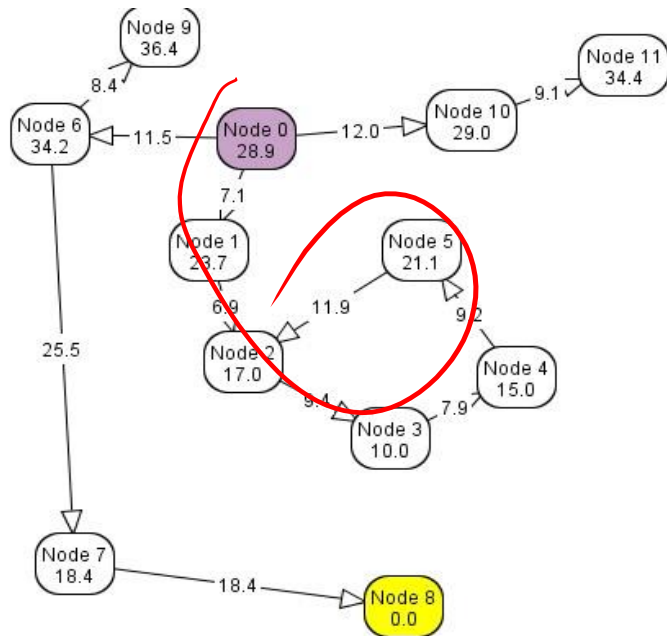 Node 9
36.4
8.4
Node 11
34.4
9.1
Node 10
29.0
Node 6
34.2
11.5
Node 0
28.9
12.0
7.1
Node 1
23.7
Node 5
21.1
6.9
11.9
9.2
25.5
Node 2
17.0
Node 4
15.0
9.4
7.9
Node 3
10.0
Node 7
18.4
18.4
Node 8
0.0